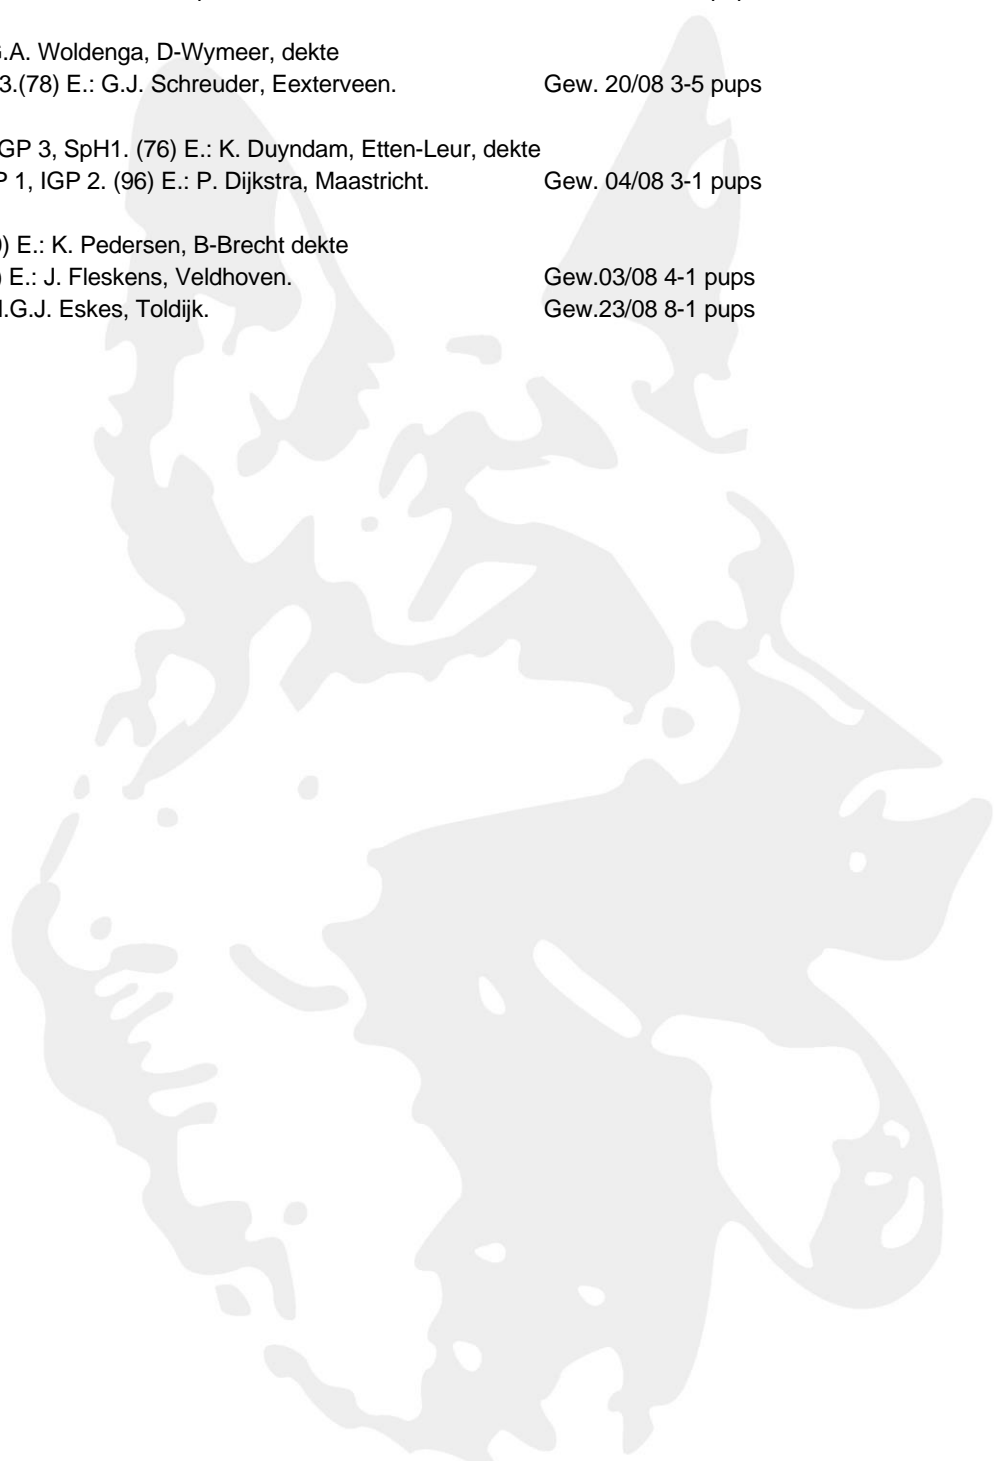 .A. Woldenga, D-Wymeer, dekte
3.(78) E.: G.J. Schreuder, Eexterveen. Gew. 20/08 3-5 pups
GP 3, SpH1. (76) E.: K. Duyndam, Etten-Leur, dekte
P 1, IGP 2. (96) E.: P. Dijkstra, Maastricht. Gew. 04/08 3-1 pups
) E.: K. Pedersen, B-Brecht dekte
) E.: J. Fleskens, Veldhoven. Gew.03/08 4-1 pups
.G.J. Eskes, Toldijk. Gew.23/08 8-1 pups